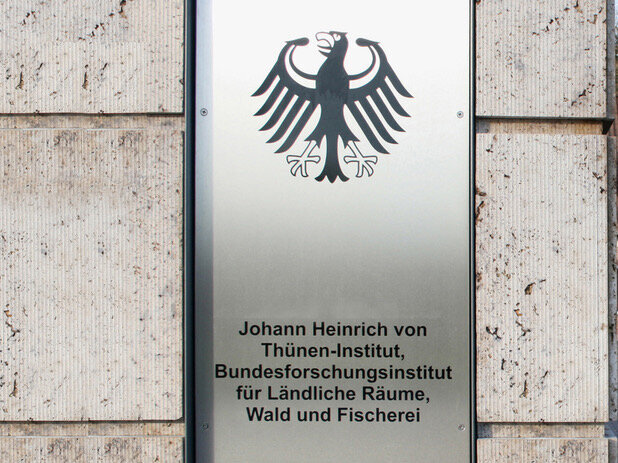 Johann Heinrich von
Thünen-Institut,
Bundesforschungsinstitut
für Ländliche Räume,
Wald und Fischerei